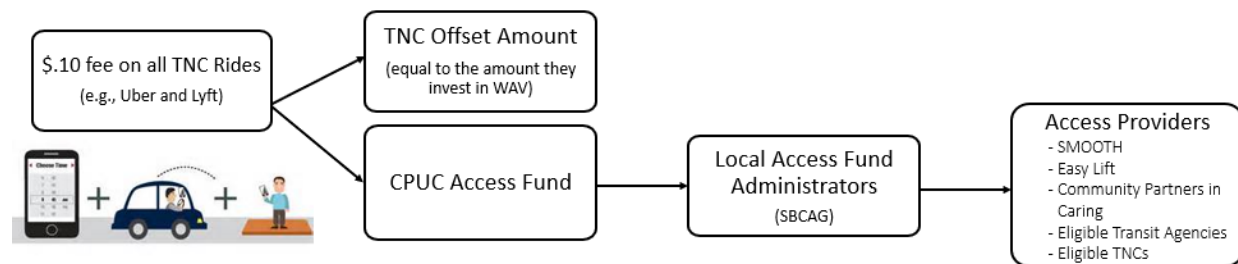 $.10 fee on all TNC Rides
(e.g., Uber and Lyft)
Choose Time
TNC Offset Amount
(equal to the amount they
invest in WAV)
CPUC Access Fund
Local Access Fund
Administrators
(SBCAG)
Access Providers
- SMOOTH
- Easy Lift
- Community Partners in
Caring
- Eligible Transit Agencies
- Eligible TNCs